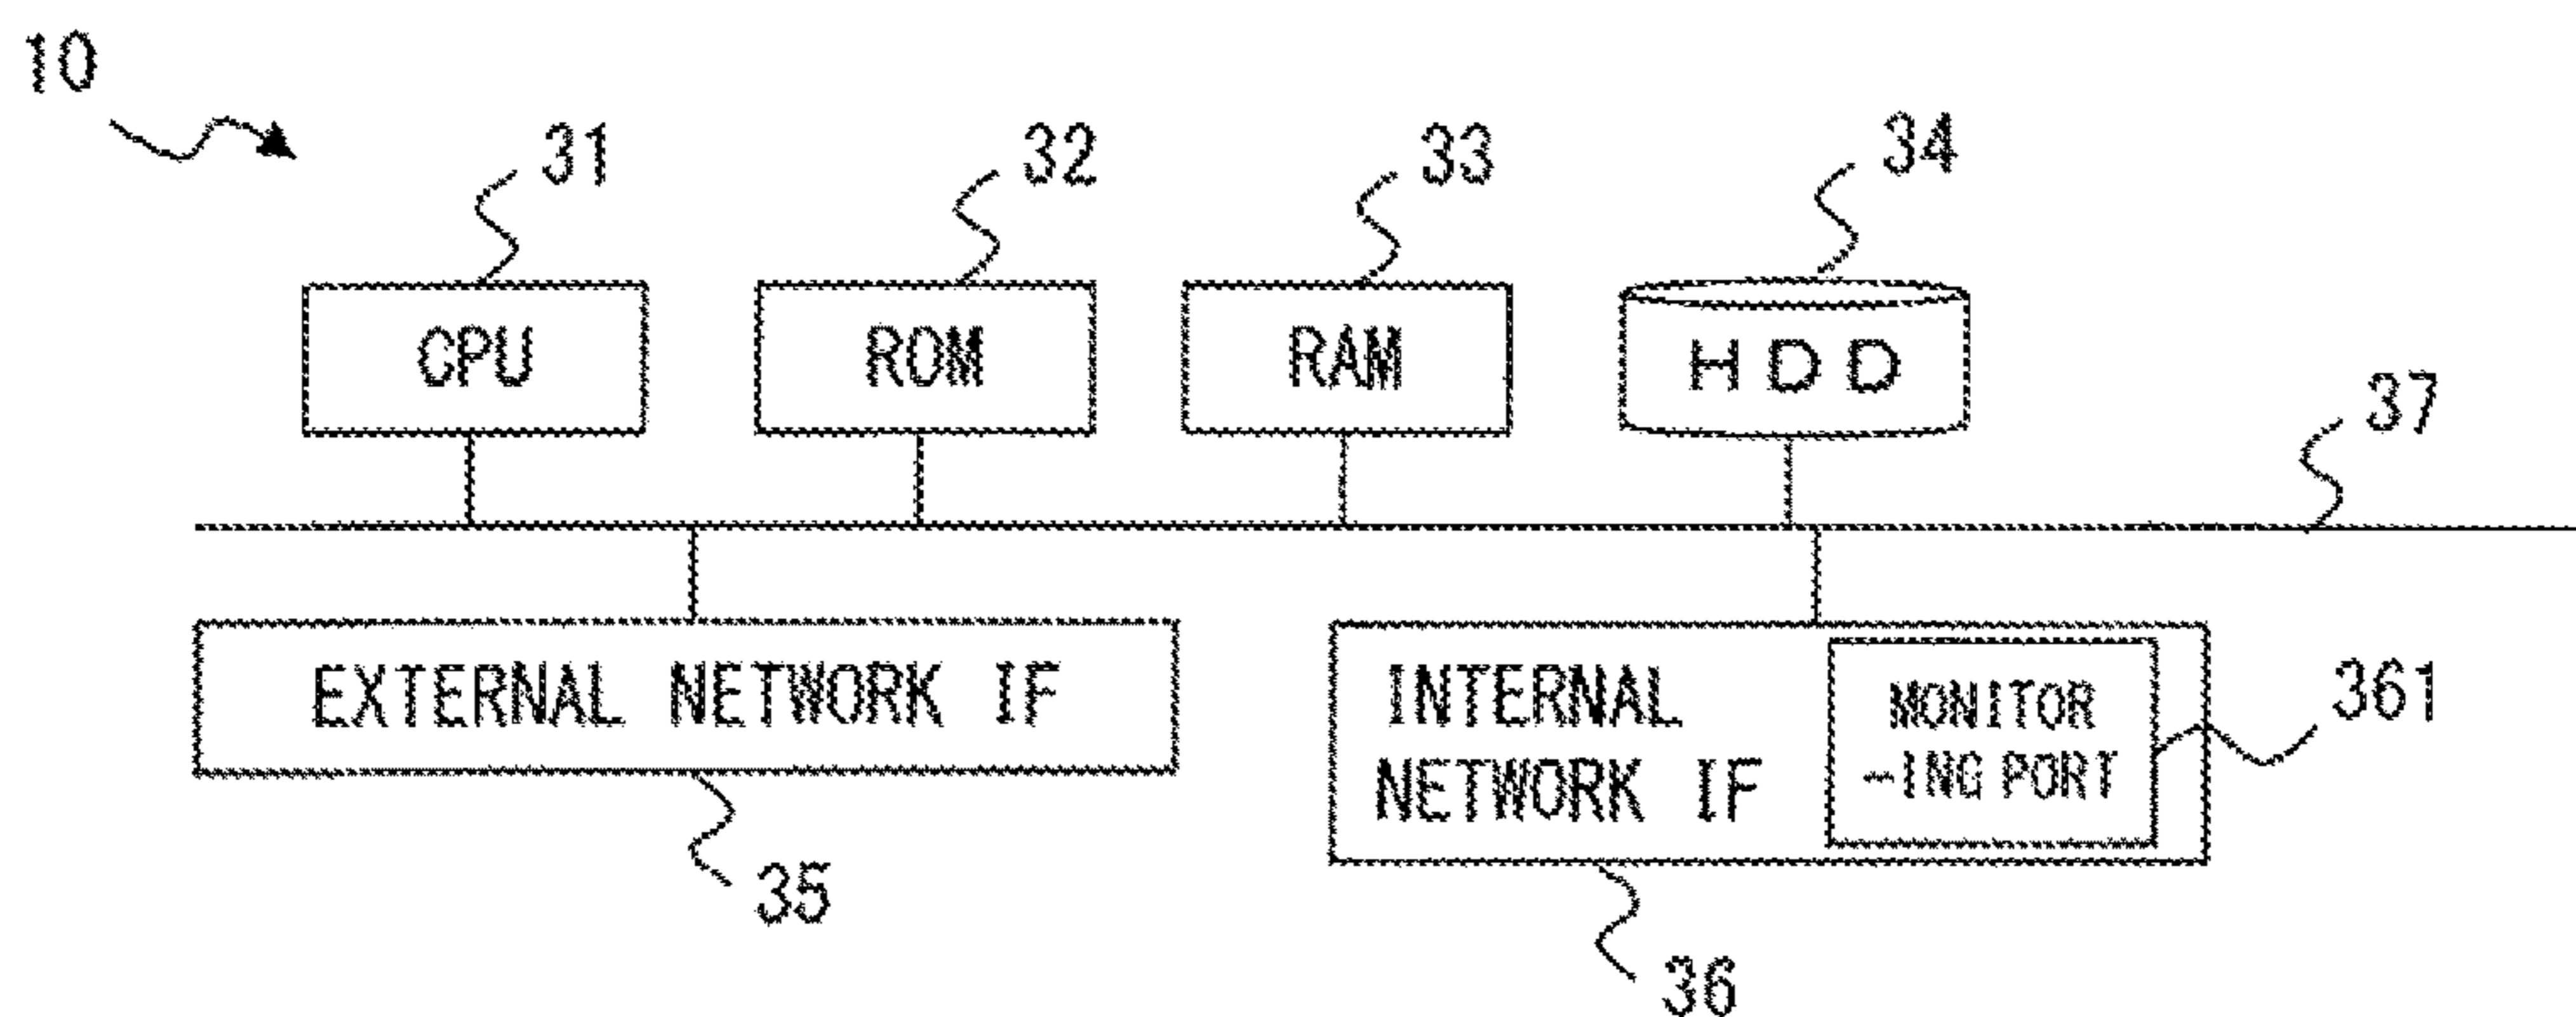 10
31
32
33
34
CPU
ROM
RAM
HDD
37
EXTERNAL NETWORK IF
INTERNAL
NETWORK IF
MONITOR
-ING PORT
361
35
36